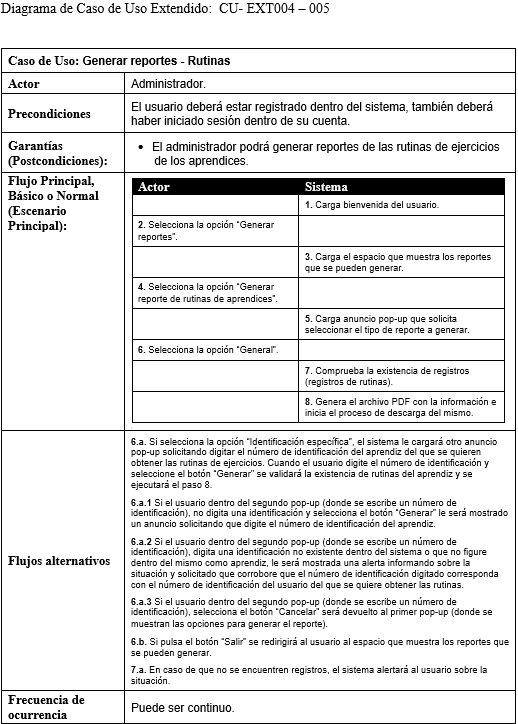 Diagrama de Caso de Uso Extendido: CU- EXT004 – 005
Caso de Uso: Generar reportes - Rutinas
Actor
Administrador.
Precondiciones
El usuario deberá estar registrado dentro del sistema, también deberá
haber iniciado sesión dentro de su cuenta.
Garantías
(Postcondiciones):
• El administrador podrá generar reportes de las rutinas de ejercicios
de los aprendices.
Flujo Principal,
Básico o Normal
(Escenario
Principal):
Actor
Sistema
1. Carga bienvenida del usuario.
2. Selecciona la opción “Generar
reportes”.
3. Carga el espacio que muestra los reportes
que se pueden generar.
4. Selecciona la opción “Generar
reporte de rutinas de aprendices”.
5. Carga anuncio pop-up que solicita
seleccionar el tipo de reporte a generar.
6. Selecciona la opción “General”.
7. Comprueba la existencia de registros
(registros de rutinas).
8. Genera el archivo PDF con la información e
inicia el proceso de descarga del mismo.
Flujos alternativos
6.a. Si selecciona la opción “Identificación específica”, el sistema le cargará otro anuncio
pop-up solicitando digitar el número de identificación del aprendiz del que se quieren
obtener las rutinas de ejercicios. Cuando el usuario digite el número de identificación y
seleccione el botón “Generar” se validará la existencia de rutinas del aprendiz y se
ejecutará el paso 8.
6.a.1 Si el usuario dentro del segundo pop-up (donde se escribe un número de
identificación), no digita una identificación y selecciona el botón “Generar” le será mostrado
un anuncio solicitando que digite el número de identificación del aprendiz.
6.a.2 Si el usuario dentro del segundo pop-up (donde se escribe un número de
identificación), digita una identificación no existente dentro del sistema o que no figure
dentro del mismo como aprendiz, le será mostrada una alerta informando sobre la
situación y solicitado que corrobore que el número de identificación digitado corresponda
con el número de identificación del usuario del que se quiere obtener las rutinas.
6.a.3 Si el usuario dentro del segundo pop-up (donde se escribe un número de
identificación), selecciona el botón “Cancelar” será devuelto al primer pop-up (donde se
muestran las opciones para generar el reporte).
6.b. Si pulsa el botón “Salir” se redirigirá al usuario al espacio que muestra los reportes que
se pueden generar.
7.a. En caso de que no se encuentren registros, el sistema alertará al usuario sobre la
situación.
Frecuencia de
ocurrencia
Puede ser continuo.